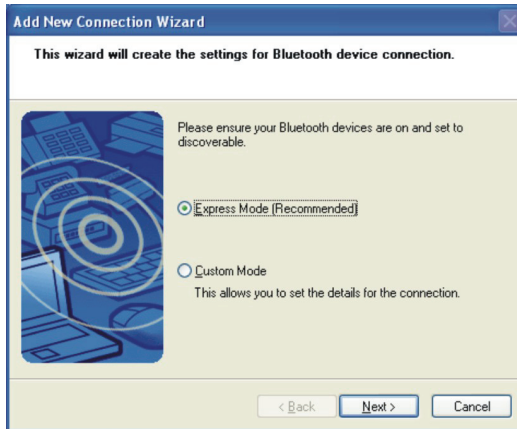 Add New Connection Wizard
This wizard will create the settings for Bluetooth device connection.
Please ensure your Bluetooth devices are on and set to
discoverable.
Express Mode (Recommended)
Custom Mode
This allows you to set the details for the connection.
< Back
Next >
Cancel